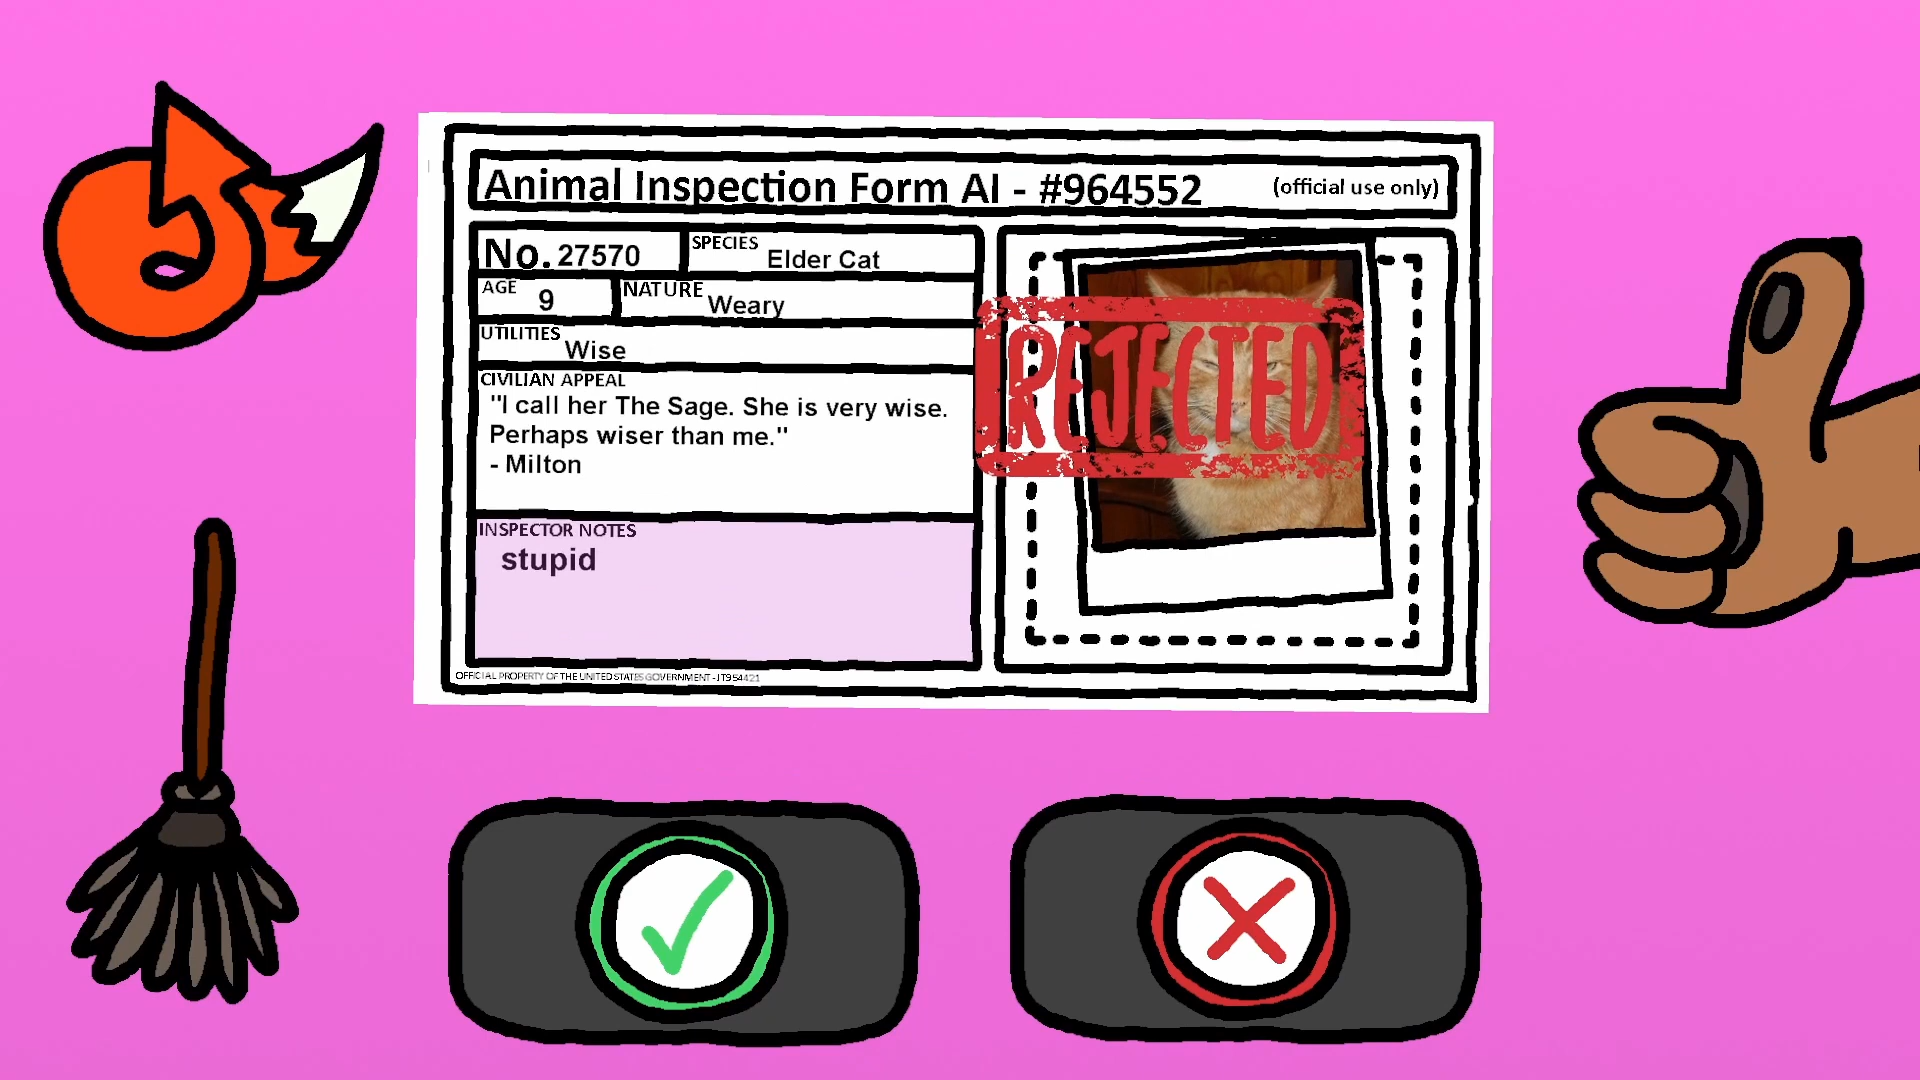 Animal Inspection Form AI - #964552
(official use only)
No. 27570
SPECIES Elder Cat
AGE 9
NATURE Weary
UTILITIES Wise
CIVILIAN APPEAL
"I call her The Sage. She is very wise.
Perhaps wiser than me."
- Milton
INSPECTOR NOTES
stupid
OFFICIAL PROPERTY OF THE UNITED STATES GOVERNMENT - JT954421
REJECTED